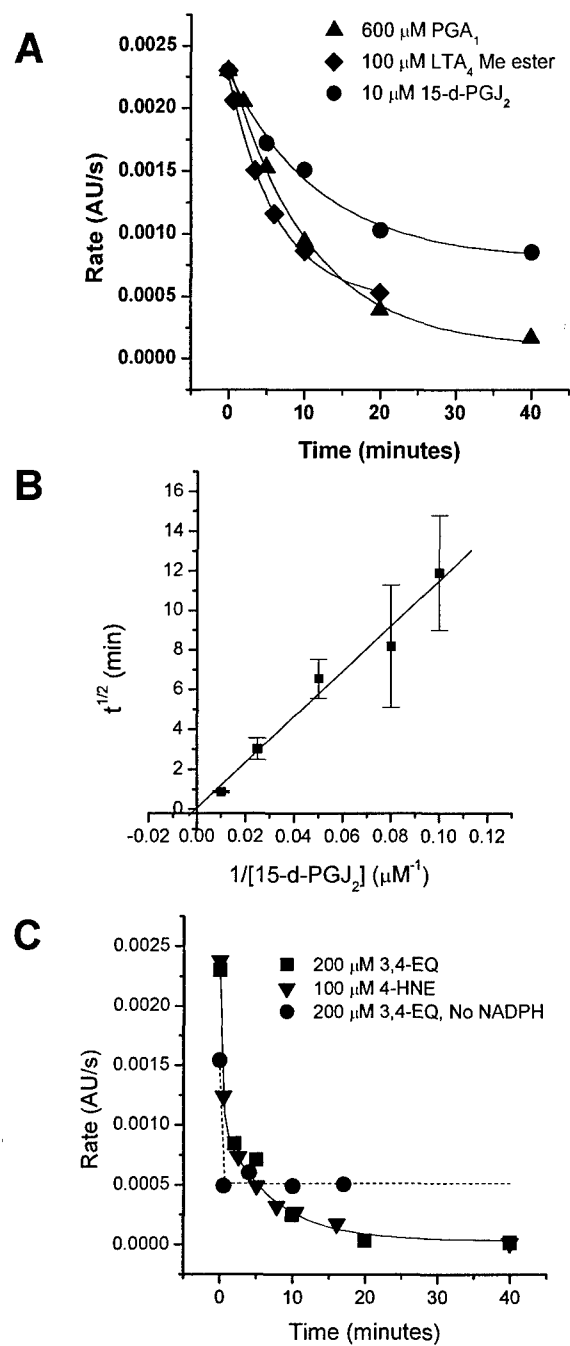 A
▲ 600 μM PGA₁
◆ 100 μM LTA₄ Me ester
● 10 μM 15-d-PGJ₂
0.0025
0.0020
0.0015
0.0010
0.0005
0.0000
Rate (AU/s)
0 10 20 30 40
Time (minutes)
B
16
14
12
10
8
6
4
2
0
t^1/2 (min)
-0.02 0.00 0.02 0.04 0.06 0.08 0.10 0.12
1/[15-d-PGJ₂] (μM⁻¹)
C
■ 200 μM 3,4-EQ
▼ 100 μM 4-HNE
● 200 μM 3,4-EQ, No NADPH
0.0025
0.0020
0.0015
0.0010
0.0005
0.0000
Rate (AU/s)
0 10 20 30 40
Time (minutes)